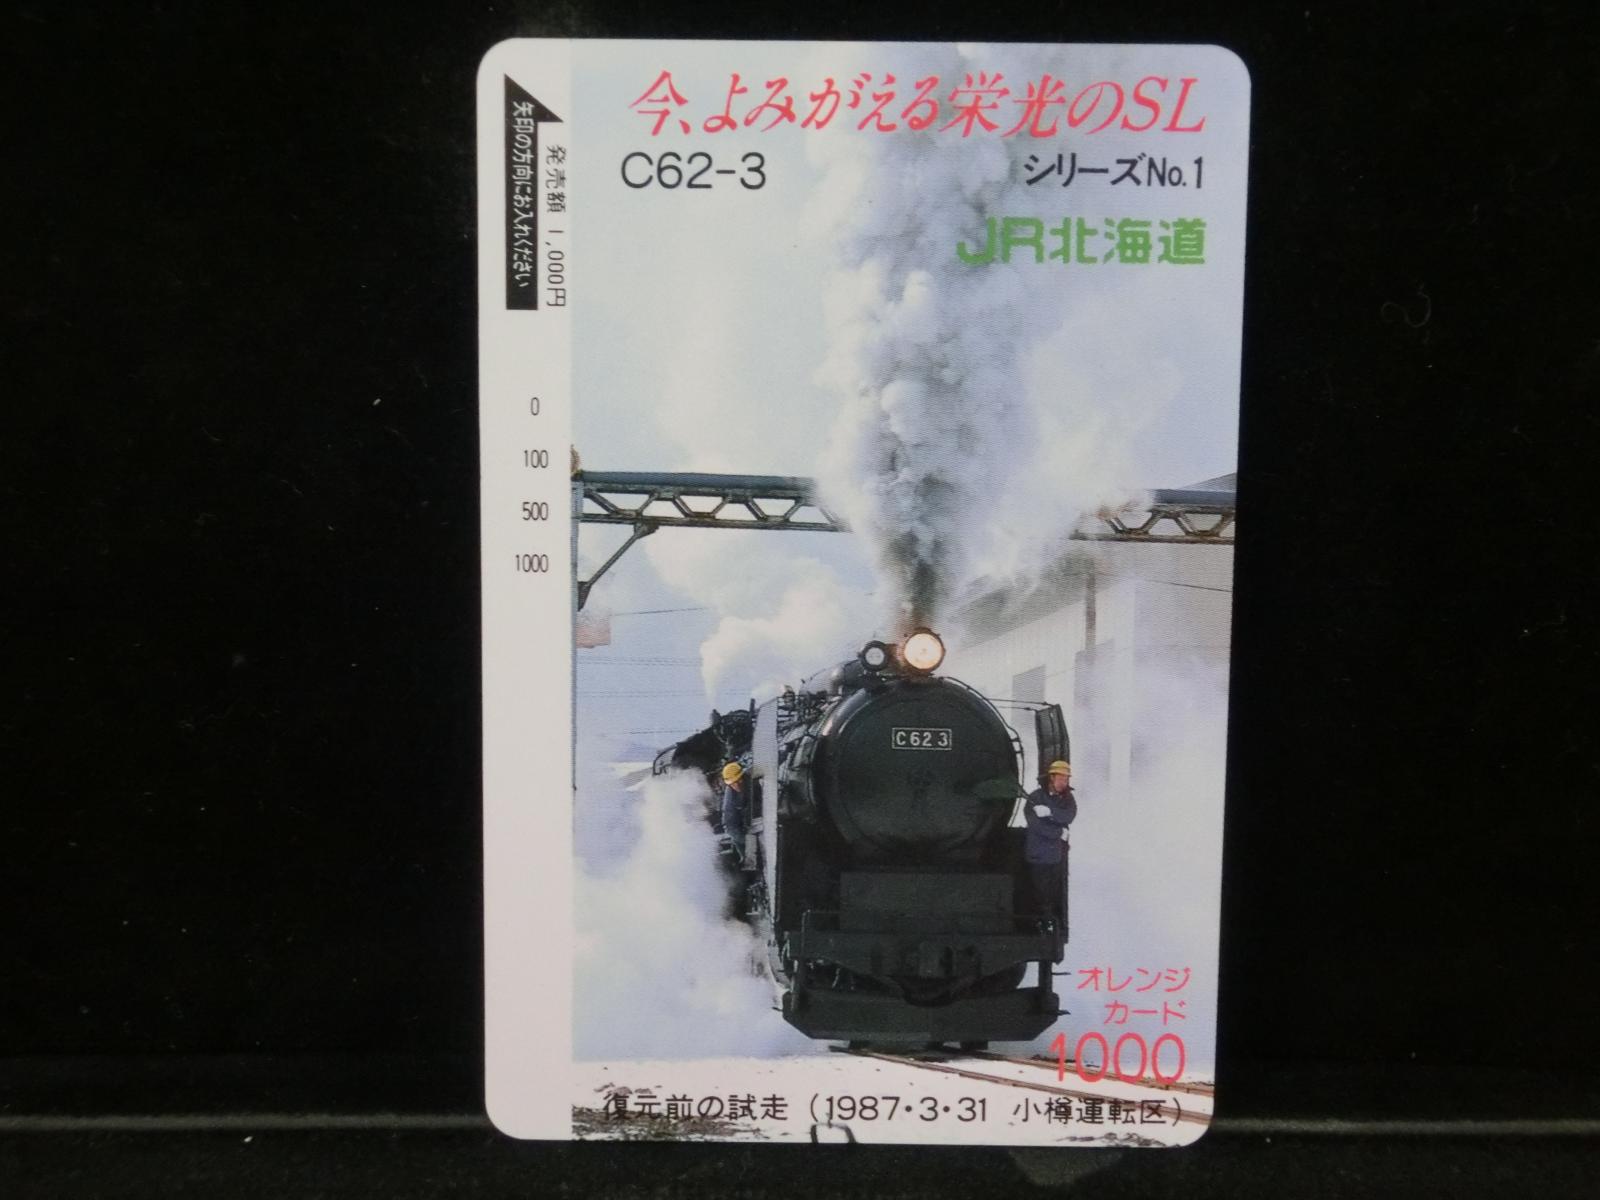 今、よみがえる栄光のSL
C62-3
シリーズNo.1
JR北海道
矢印の方向にお入れください
発売額 1,000円
0
100
500
1000
C62 3
オレンジ
カード
1000
復元前の試走（1987・3・31 小樽運転区）